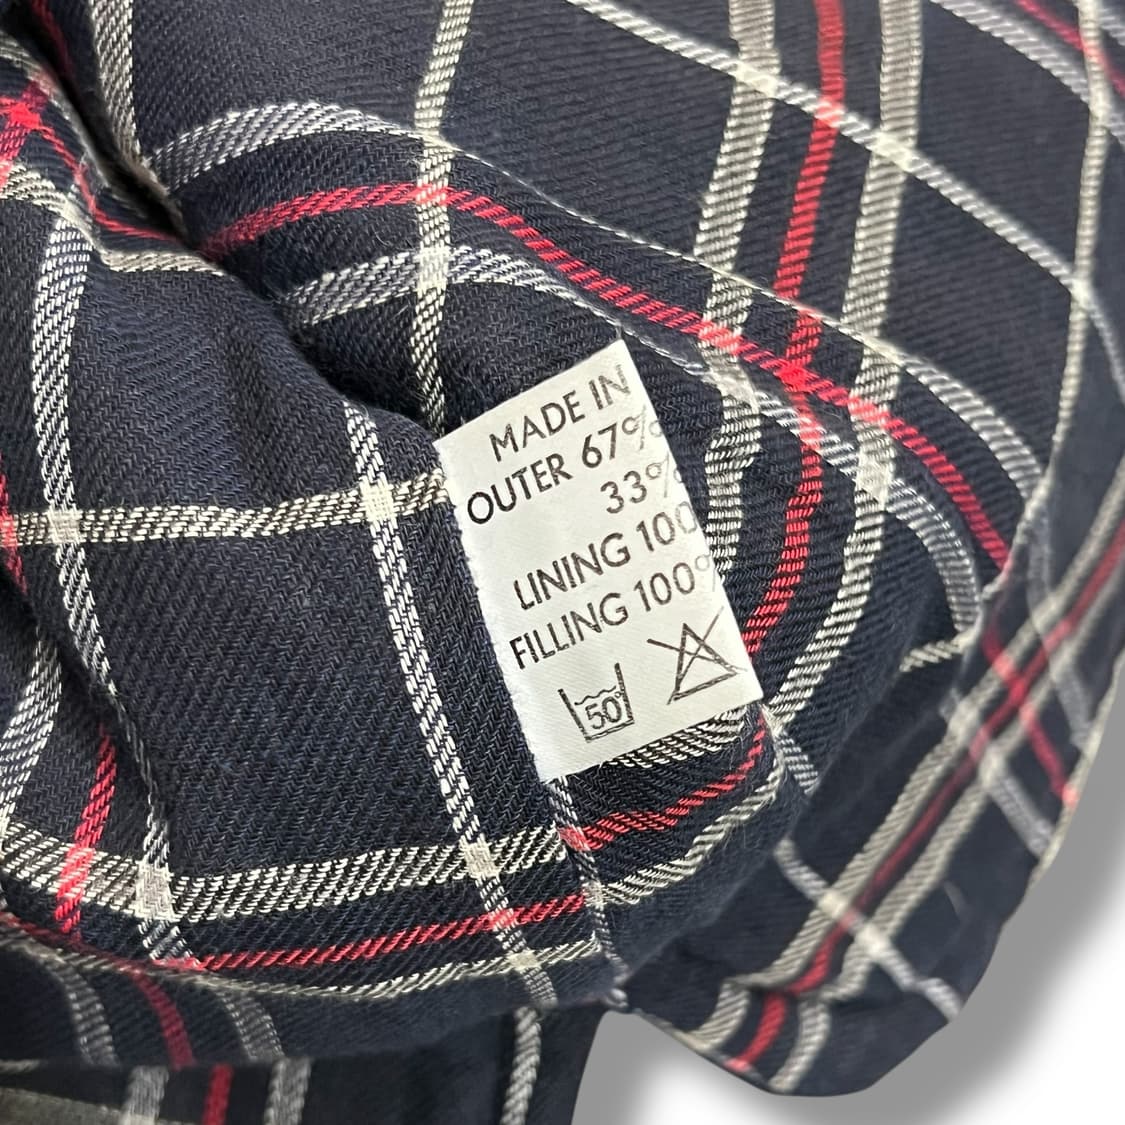 MADE IN
OUTER 67%
33%
LINING 100
FILLING 100%
50°